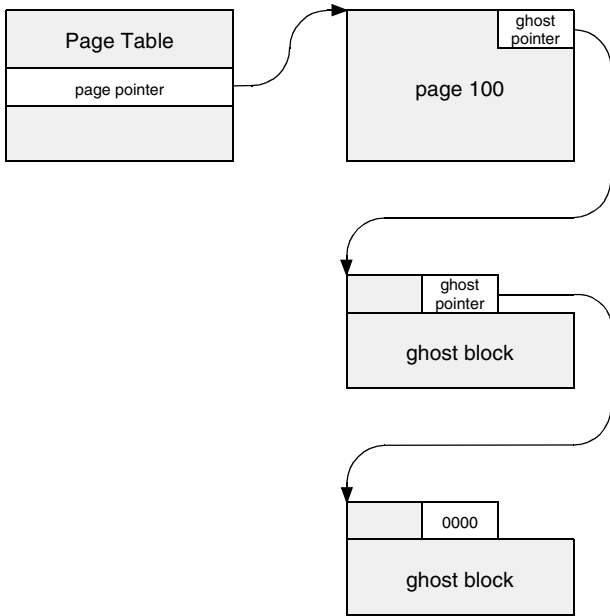 Page Table
page pointer
ghost
pointer
page 100
ghost
pointer
ghost block
0000
ghost block